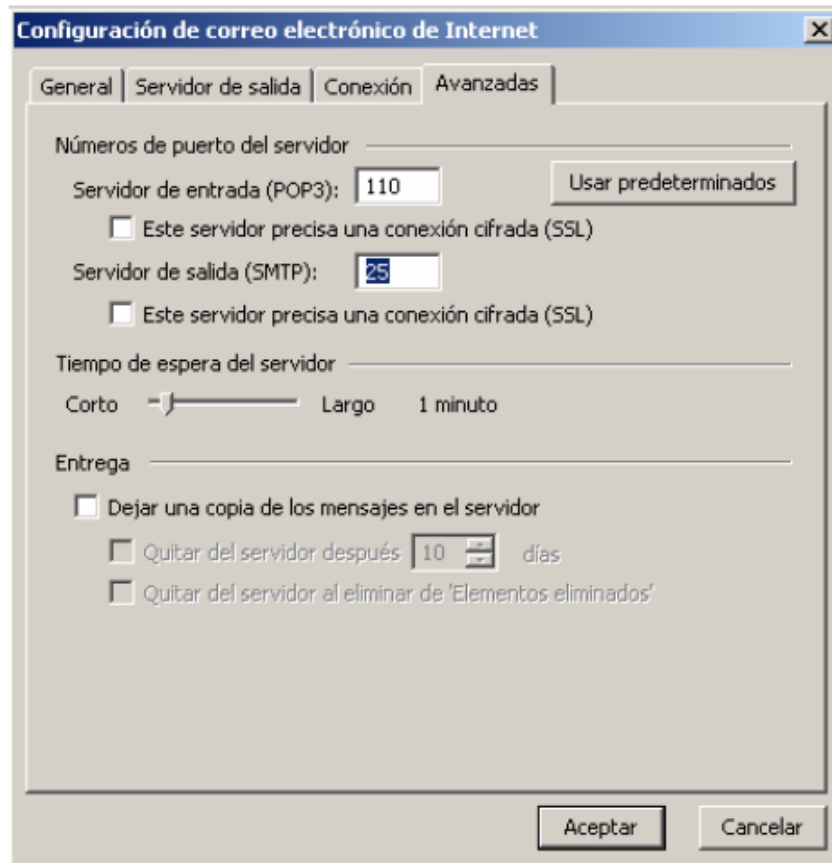 Configuración de correo electrónico de Internet
General Servidor de salida Conexión Avanzadas
Números de puerto del servidor
Servidor de entrada (POP3): 110 Usar predeterminados
Este servidor precisa una conexión cifrada (SSL)
Servidor de salida (SMTP): 25
Este servidor precisa una conexión cifrada (SSL)
Tiempo de espera del servidor
Corto Largo 1 minuto
Entrega
Dejar una copia de los mensajes en el servidor
Quitar del servidor después 10 días
Quitar del servidor al eliminar de 'Elementos eliminados'
Aceptar Cancelar